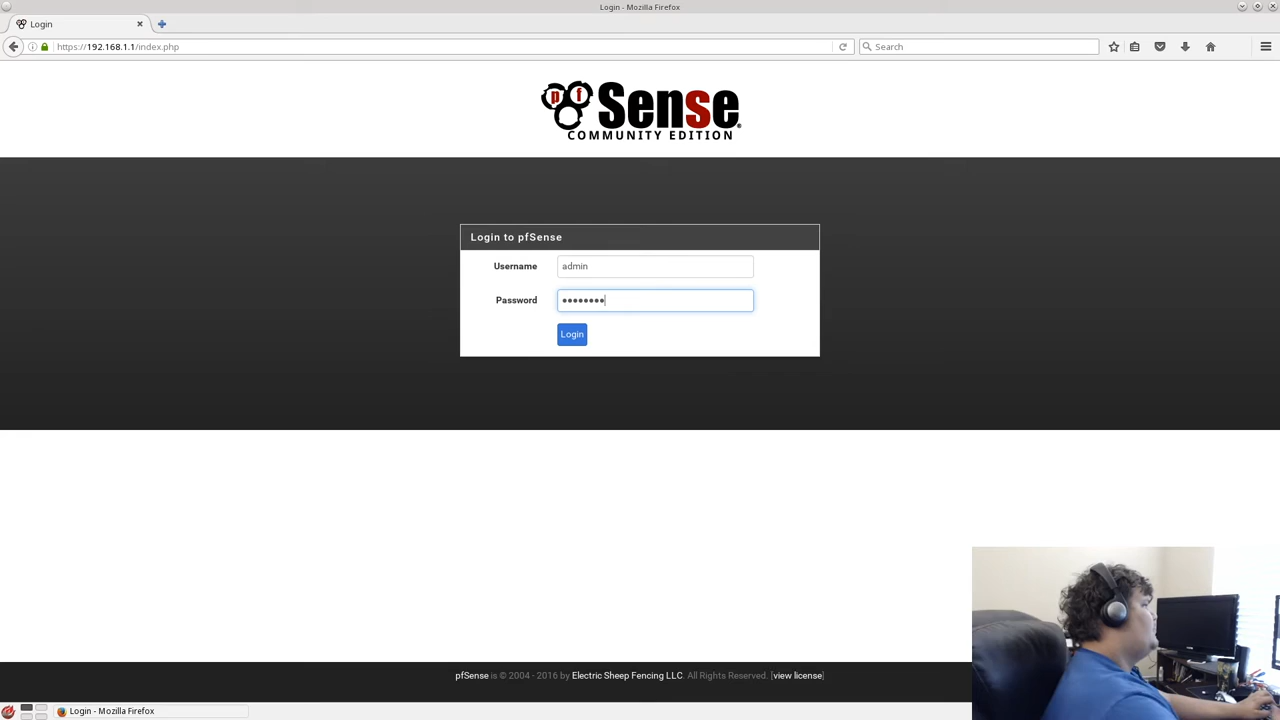 Login - Mozilla Firefox
Login
https://192.168.1.1/index.php
Search
pf Sense
COMMUNITY EDITION
Login to pfSense
Username
admin
Password
••••••••
Login
pfSense is © 2004 - 2016 by Electric Sheep Fencing LLC. All Rights Reserved. [view license]
Login - Mozilla Firefox